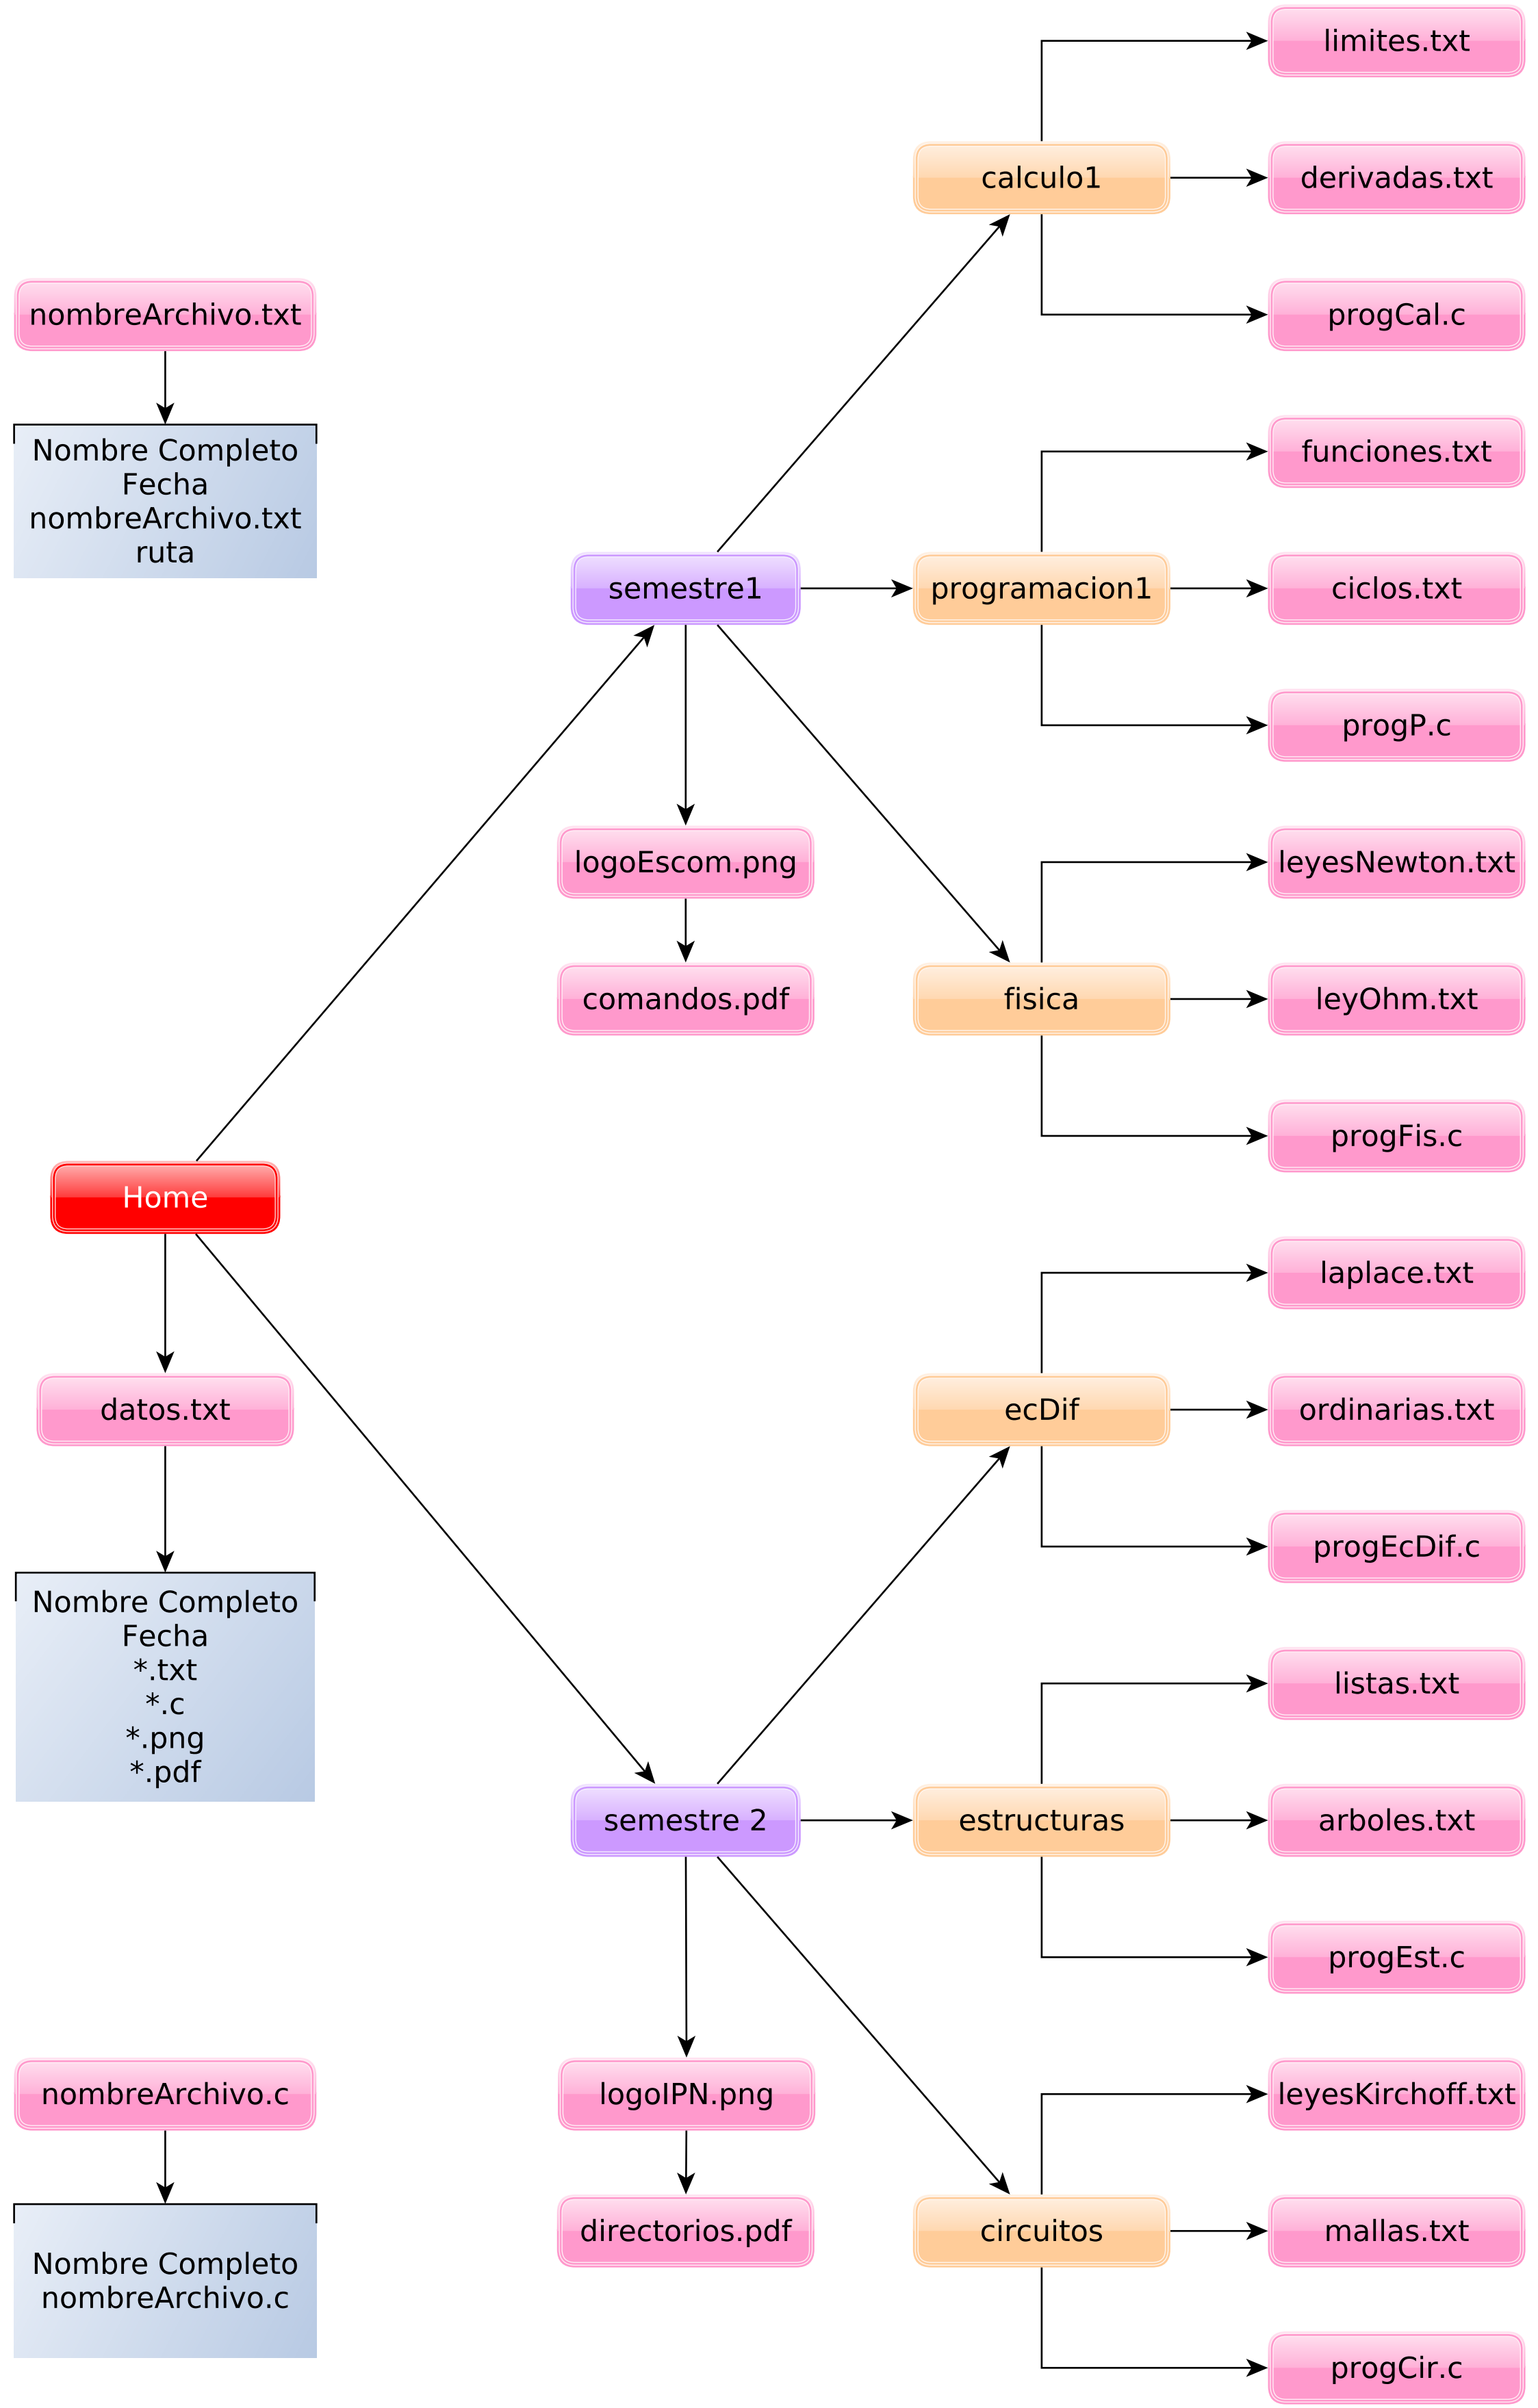 limites.txt
calculo1
derivadas.txt
nombreArchivo.txt
progCal.c
Nombre Completo
Fecha
nombreArchivo.txt
ruta
funciones.txt
semestre1
programacion1
ciclos.txt
progP.c
logoEscom.png
leyesNewton.txt
comandos.pdf
fisica
leyOhm.txt
progFis.c
Home
laplace.txt
datos.txt
ecDif
ordinarias.txt
progEcDif.c
Nombre Completo
Fecha
*.txt
*.c
*.png
*.pdf
listas.txt
semestre 2
estructuras
arboles.txt
progEst.c
nombreArchivo.c
logoIPN.png
leyesKirchoff.txt
directorios.pdf
circuitos
mallas.txt
Nombre Completo
nombreArchivo.c
progCir.c